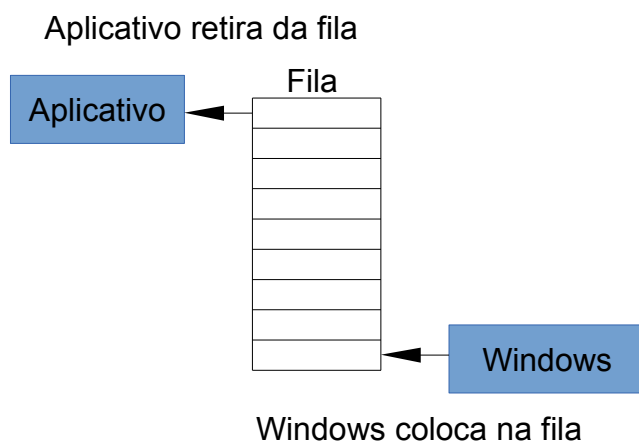 Aplicativo retira da fila
Fila
Aplicativo
Windows
Windows coloca na fila